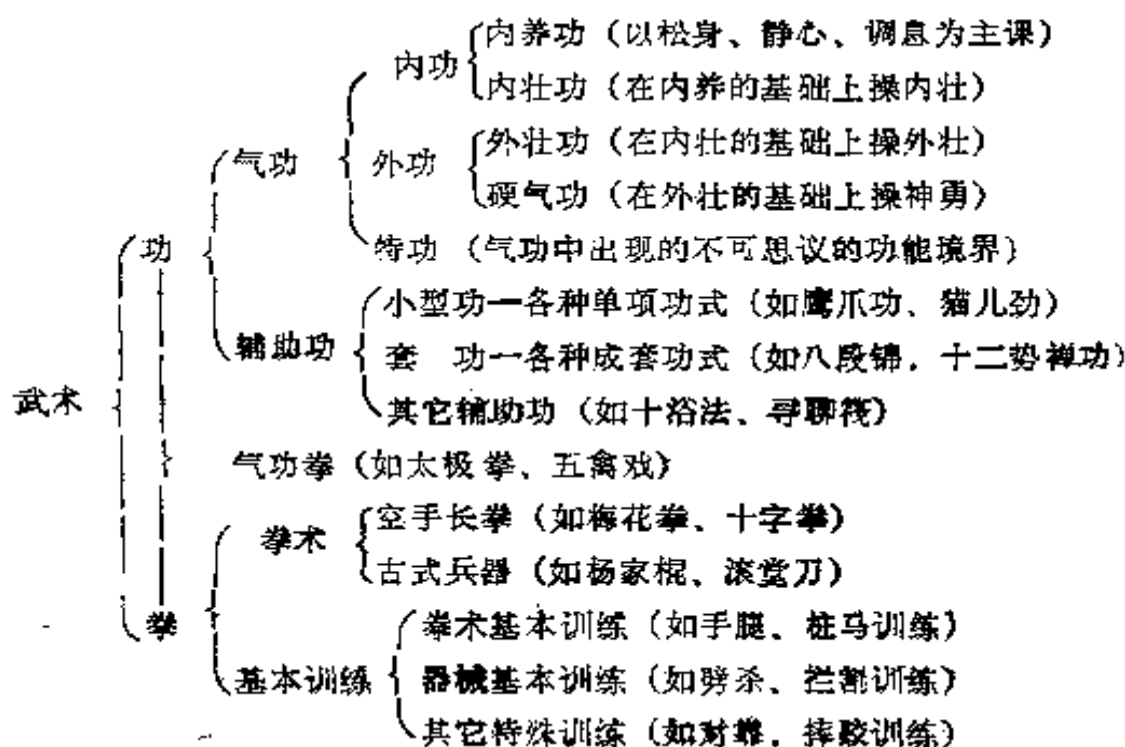 内养功（以松身、静心、调息为主课）
内功
内壮功（在内养的基础上操内壮）
外壮功（在内壮的基础上操外壮）
气功 外功
硬气功（在外壮的基础上操神勇）
功 特功（气功中出现的不可思议的功能境界）
小型功一各种单项功式（如鹰爪功、猫儿劲）
辅助功
套 功一各种成套功式（如八段锦，十二势禅功）
武术
其它辅助功（如十浴法、寻聊筏）
气功拳（如太极拳、五禽戏）
空手长拳（如梅花拳、十字拳）
拳术
古式兵器（如杨家棍、滚堂刀）
拳 拳术基本训练（如手腿、桩马训练）
基本训练 器械基本训练（如劈杀、拦割训练）
其它特殊训练（如对靠，摔跤训练）